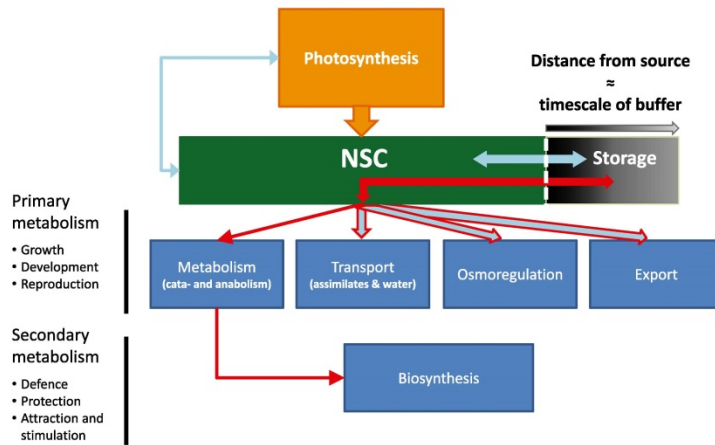 Photosynthesis
Distance from source
≈
timescale of buffer
NSC
Storage
Primary
metabolism
• Growth
• Development
• Reproduction
Metabolism
(cata- and anabolism)
Transport
(assimilates & water)
Osmoregulation
Export
Secondary
metabolism
• Defence
• Protection
• Attraction and
stimulation
Biosynthesis